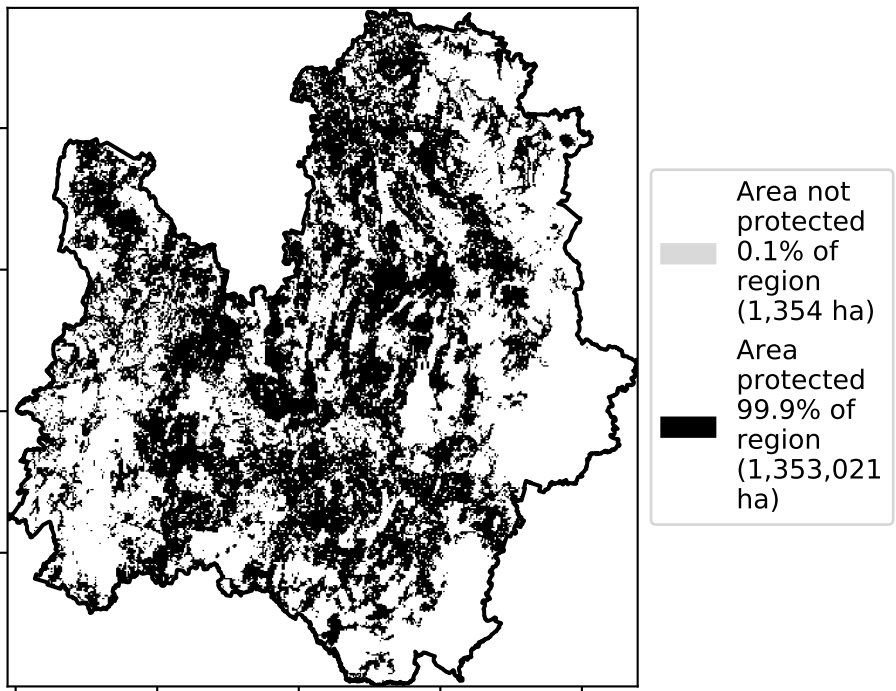 Area not
protected
0.1% of
region
(1,354 ha)
Area
protected
99.9% of
region
(1,353,021
ha)